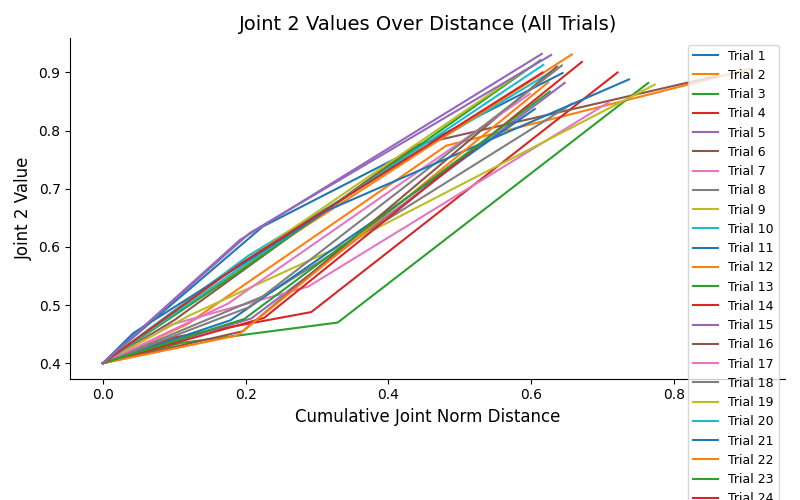 Joint 2 Values Over Distance (All Trials)
Joint 2 Value
0.9
0.8
0.7
0.6
0.5
0.4
0.0
0.2
0.4
0.6
0.8
Cumulative Joint Norm Distance
Trial 1
Trial 2
Trial 3
Trial 4
Trial 5
Trial 6
Trial 7
Trial 8
Trial 9
Trial 10
Trial 11
Trial 12
Trial 13
Trial 14
Trial 15
Trial 16
Trial 17
Trial 18
Trial 19
Trial 20
Trial 21
Trial 22
Trial 23
Trial 24